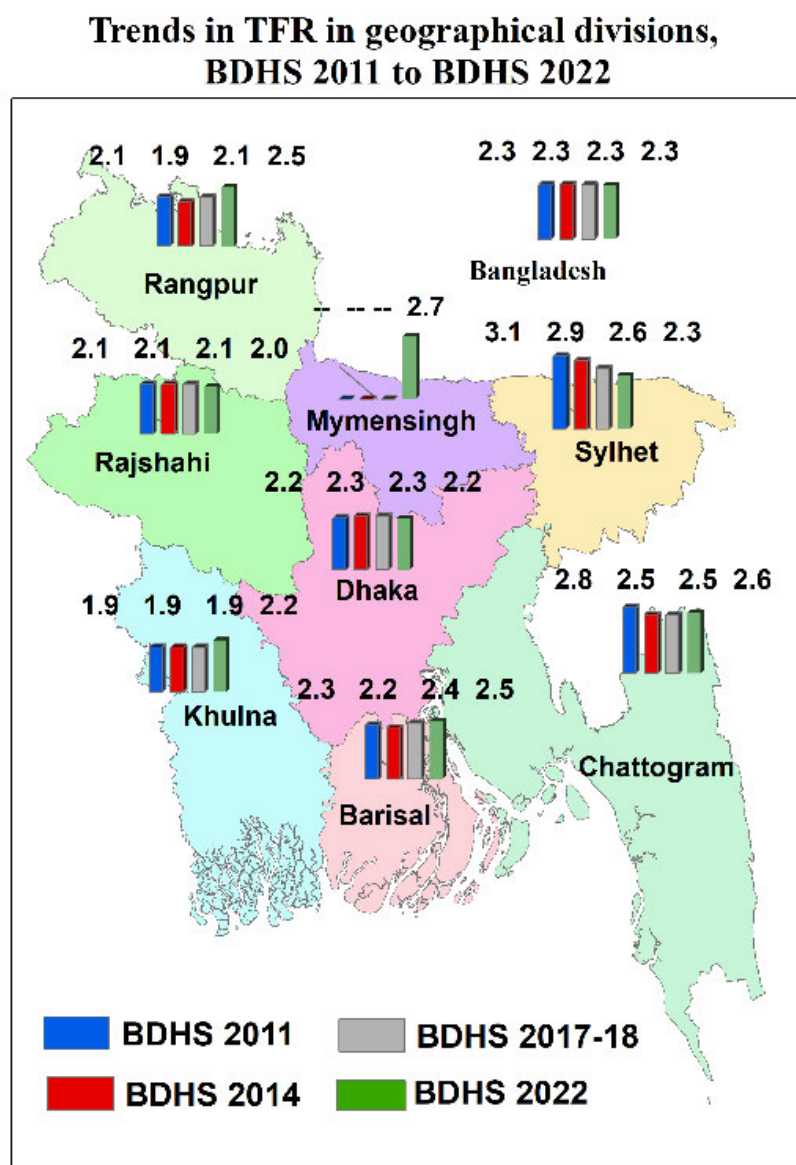 Trends in TFR in geographical divisions,
BDHS 2011 to BDHS 2022
2.1 1.9 2.1 2.5
Rangpur
2.3 2.3 2.3 2.3
Bangladesh
-- -- -- 2.7
Mymensingh
3.1 2.9 2.6 2.3
Sylhet
2.1 2.1 2.1 2.0
Rajshahi
2.2 2.3 2.3 2.2
Dhaka
2.8 2.5 2.5 2.6
Chattogram
1.9 1.9 1.9 2.2
Khulna
2.3 2.2 2.4 2.5
Barisal
BDHS 2011
BDHS 2017-18
BDHS 2014
BDHS 2022